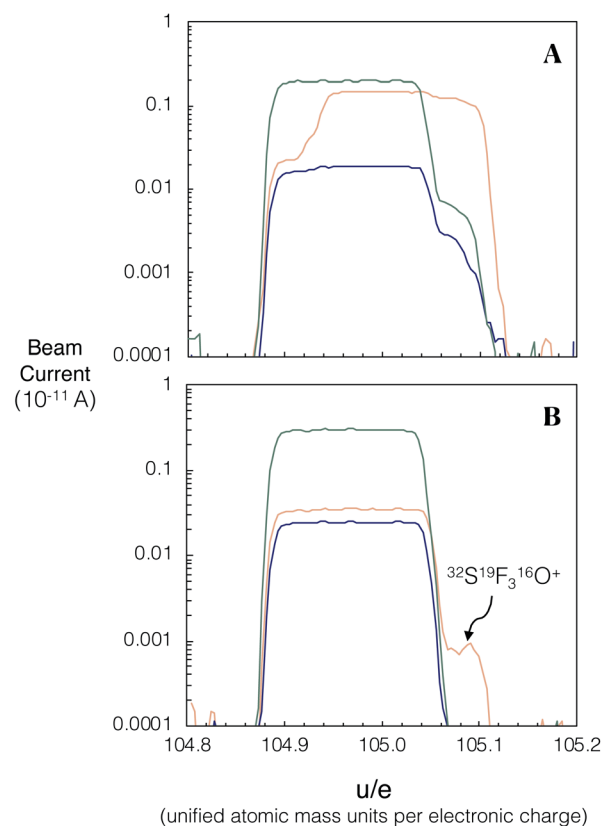 A
1
0.1
0.01
0.001
0.0001
Beam
Current
(10⁻¹¹ A)
B
1
0.1
0.01
0.001
0.0001
³²S¹⁹F₃¹⁶O⁺
104.8 104.9 105.0 105.1 105.2
u/e
(unified atomic mass units per electronic charge)